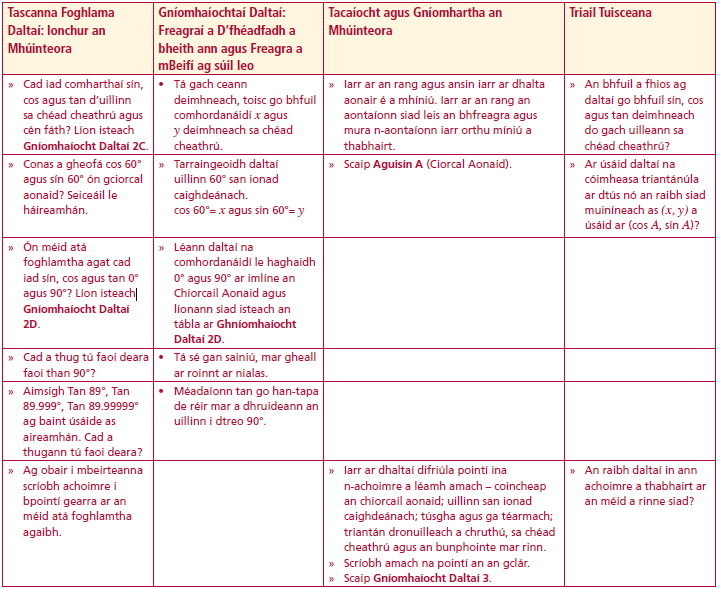 Tascanna Foghlama
Daltaí: Ionchur an
Mhúinteora
Gníomhaíochtaí Daltaí:
Freagraí a D'fhéadfadh a
bheith ann agus Freagra a
mBeifí ag súil leo
Tacaíocht agus Gníomhartha an
Mhúinteora
Triail Tuisceana
» Cad iad comharthaí sín,
cos agus tan d'uillinn
sa chéad cheathrú agus
cén fáth? Líon isteach
Gníomhaíocht Daltaí 2C.
• Tá gach ceann
deimhneach, toisc go bhfuil
comhordanáidí x agus
y deimhneach sa chéad
cheathrú.
» Iarr ar an rang agus ansin iarr ar dhalta
aonair é a mhíniú. Iarr ar an rang an
aontaíonn siad leis an bhfreagra agus
mura n-aontaíonn iarr orthu míniú a
thabhairt.
» An bhfuil a fhios ag
daltaí go bhfuil sín, cos
agus tan deimhneach
do gach uilleann sa
chéad cheathrú?
» Conas a gheofá cos 60°
agus sín 60° ón gciorcal
aonaid? Seiceáil le
háireamhán.
» Tarraingeoidh daltaí
uillinn 60° san ionad
caighdeánach.
cos 60°= x agus sin 60°= y
» Scaip Aguisín A (Ciorcal Aonaid).
» Ar úsáid daltaí na
cóimheasa triantánúla
ar dtús nó an raibh siad
muiníneach as (x, y) a
úsáid ar (cos A, sín A)?
» Ón méid atá
foghlamtha agat cad
iad sín, cos agus tan 0°
agus 90°? Líon isteach
Gníomhaíocht Daltaí
2D.
» Léann daltaí na
comhordanáidí le haghaidh
0° agus 90° ar imlíne an
Chiorcail Aonaid agus
líonann siad isteach an
tábla ar Ghníomhaíocht
Daltaí 2D.
» Cad a thug tú faoi deara
faoi than 90°?
• Tá sé gan sainiú, mar gheall
ar roinnt ar nialas.
» Aimsigh Tan 89°, Tan
89.999°, Tan 89.99999°
ag baint úsáide as
aireamhán. Cad a
thugann tú faoi deara?
• Méadaíonn tan go han-tapa
de réir mar a dhruideann an
uillinn i dtreo 90°.
» Ag obair i mbeirteanna
scríobh achoimre i
bpointí gearra ar an
méid atá foghlamtha
agaibh.
» Iarr ar dhaltaí difriúla pointí ina
n-achoimre a léamh amach – coincheap
an chiorcail aonaid; uillinn san ionad
caighdeánach; túsgha agus ga téarmach;
triantán dronuilleach a chruthú, sa chéad
cheathrú agus an bunphointe mar rinn.
» Scríobh amach na pointí an an gclár.
» Scaip Gníomhaíocht Daltaí 3.
» An raibh daltaí in ann
achoimre a thabhairt ar
an méid a rinne siad?